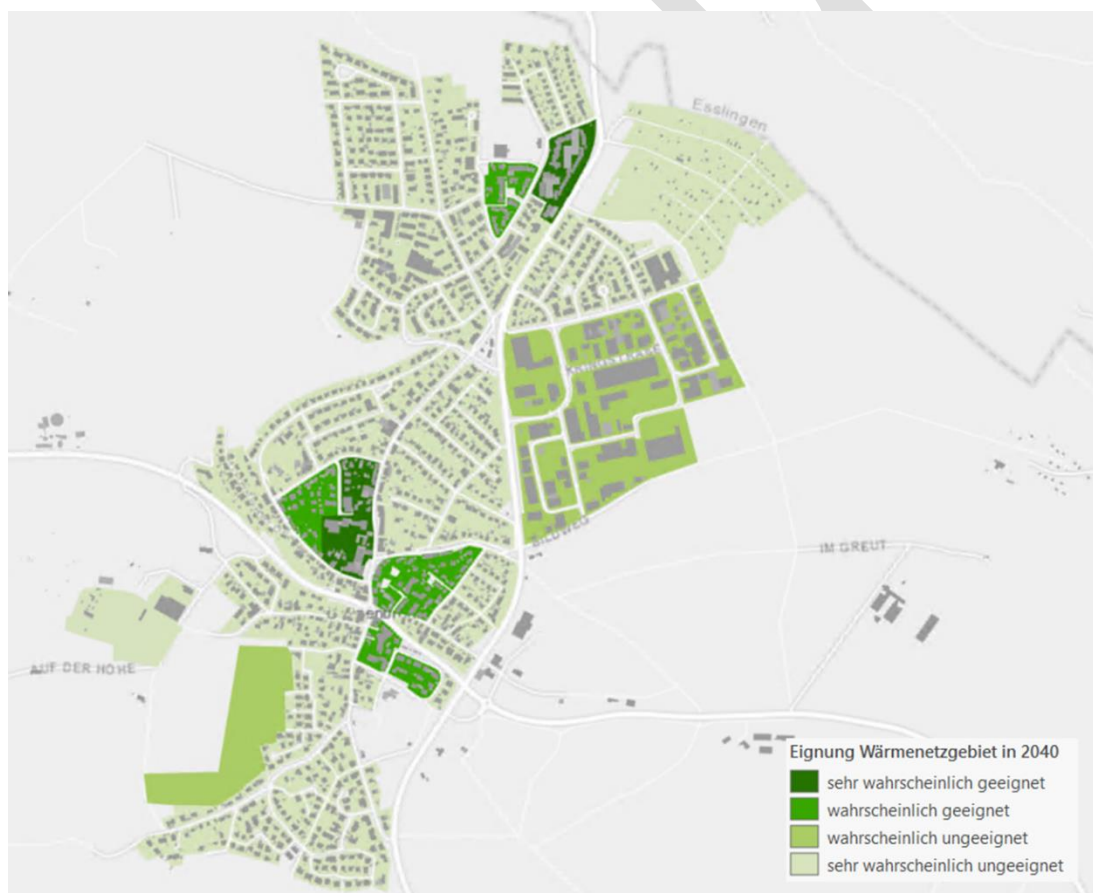 Esslingen
IM GREUT
AUF DER HÖHE
Eignung Wärmenetzgebiet in 2040
sehr wahrscheinlich geeignet
wahrscheinlich geeignet
wahrscheinlich ungeeignet
sehr wahrscheinlich ungeeignet